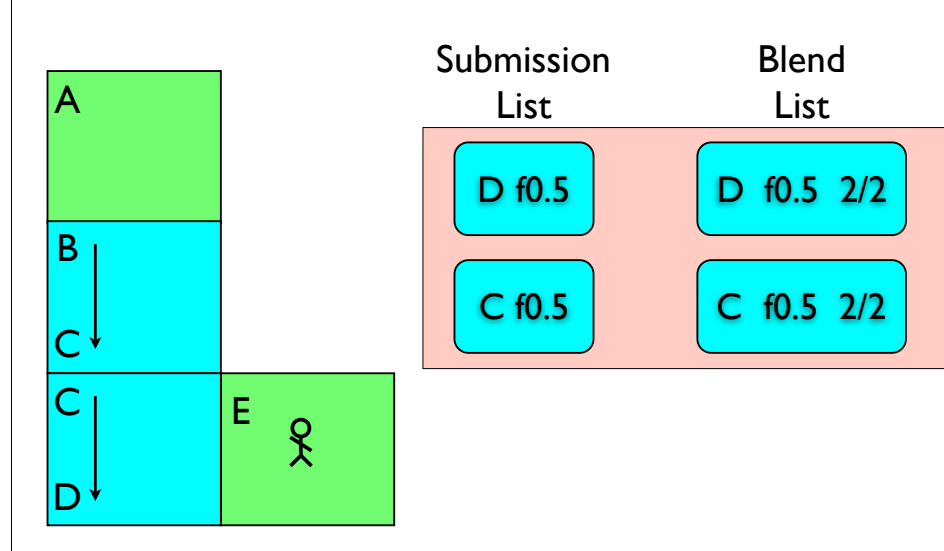 A
B
C
C
D
E
Submission
List
Blend
List
D f0.5
D f0.5 2/2
C f0.5
C f0.5 2/2